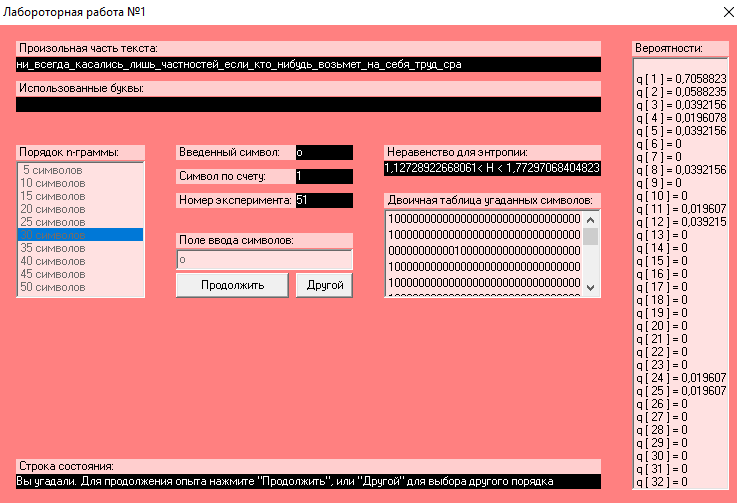 Лабороторная работа №1
Произольная часть текста:
ни_всегда_касались_лишь_частностей_если_кто_нибудь_возьмет_на_себя_труд_сра
Использованные буквы:
Порядок n-граммы:
5 символов
10 символов
15 символов
20 символов
25 символов
30 символов
35 символов
40 символов
45 символов
50 символов
Введенный символ: о
Символ по счету: 1
Номер эксперимента: 51
Поле ввода символов:
о
Продолжить Другой
Неравенство для энтропии:
1,12728922668061< H < 1,77297068404823
Двоичная таблица угаданных символов:
10000000000000000000000000000000
10000000000000000000000000000000
00000000000100000000000000000000
10000000000000000000000000000000
10000000000000000000000000000000
Вероятности:
q [ 1 ] = 0,7058823
q [ 2 ] = 0,0588235
q [ 3 ] = 0,0392156
q [ 4 ] = 0,0196078
q [ 5 ] = 0,0392156
q [ 6 ] = 0
q [ 7 ] = 0
q [ 8 ] = 0,0392156
q [ 9 ] = 0
q [ 10 ] = 0
q [ 11 ] = 0,019607
q [ 12 ] = 0,039215
q [ 13 ] = 0
q [ 14 ] = 0
q [ 15 ] = 0
q [ 16 ] = 0
q [ 17 ] = 0
q [ 18 ] = 0
q [ 19 ] = 0
q [ 20 ] = 0
q [ 21 ] = 0
q [ 22 ] = 0
q [ 23 ] = 0
q [ 24 ] = 0,019607
q [ 25 ] = 0,019607
q [ 26 ] = 0
q [ 27 ] = 0
q [ 28 ] = 0
q [ 29 ] = 0
q [ 30 ] = 0
q [ 31 ] = 0
q [ 32 ] = 0
Строка состояния:
Вы угадали. Для продолжения опыта нажмите "Продолжить", или "Другой" для выбора другого порядка